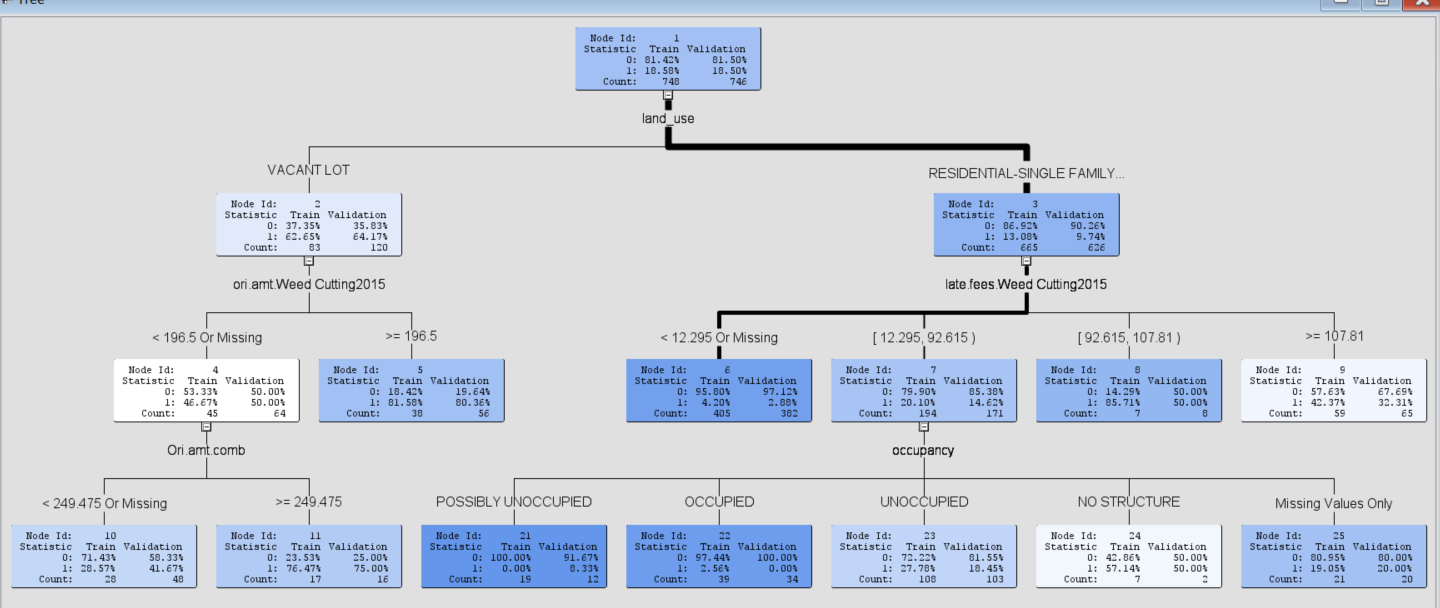 Tree
Node Id: 1
Statistic Train Validation
0: 81.42% 81.50%
1: 18.58% 18.50%
Count: 748 746
land_use
VACANT LOT
RESIDENTIAL-SINGLE FAMILY...
Node Id: 2
Statistic Train Validation
0: 37.35% 35.83%
1: 62.65% 64.17%
Count: 83 120
Node Id: 3
Statistic Train Validation
0: 86.92% 90.26%
1: 13.08% 9.74%
Count: 665 626
ori.amt.Weed Cutting2015
late.fees.Weed Cutting2015
< 196.5 Or Missing
>= 196.5
< 12.295 Or Missing
[ 12.295, 92.615 )
[ 92.615, 107.81 )
>= 107.81
Node Id: 4
Statistic Train Validation
0: 53.33% 50.00%
1: 46.67% 50.00%
Count: 45 64
Node Id: 5
Statistic Train Validation
0: 18.42% 19.64%
1: 81.58% 80.36%
Count: 38 56
Node Id: 6
Statistic Train Validation
0: 95.80% 97.12%
1: 4.20% 2.88%
Count: 405 382
Node Id: 7
Statistic Train Validation
0: 79.90% 85.38%
1: 20.10% 14.62%
Count: 194 171
Node Id: 8
Statistic Train Validation
0: 14.29% 50.00%
1: 85.71% 50.00%
Count: 7 8
Node Id: 9
Statistic Train Validation
0: 57.63% 67.69%
1: 42.37% 32.31%
Count: 59 65
Ori.amt.comb
occupancy
< 249.475 Or Missing
>= 249.475
POSSIBLY UNOCCUPIED
OCCUPIED
UNOCCUPIED
NO STRUCTURE
Missing Values Only
Node Id: 10
Statistic Train Validation
0: 71.43% 58.33%
1: 28.57% 41.67%
Count: 28 48
Node Id: 11
Statistic Train Validation
0: 23.53% 25.00%
1: 76.47% 75.00%
Count: 17 16
Node Id: 21
Statistic Train Validation
0: 100.00% 91.67%
1: 0.00% 8.33%
Count: 19 12
Node Id: 22
Statistic Train Validation
0: 97.44% 100.00%
1: 2.56% 0.00%
Count: 39 34
Node Id: 23
Statistic Train Validation
0: 72.22% 81.55%
1: 27.78% 18.45%
Count: 108 103
Node Id: 24
Statistic Train Validation
0: 42.86% 50.00%
1: 57.14% 50.00%
Count: 7 2
Node Id: 25
Statistic Train Validation
0: 80.95% 80.00%
1: 19.05% 20.00%
Count: 21 20